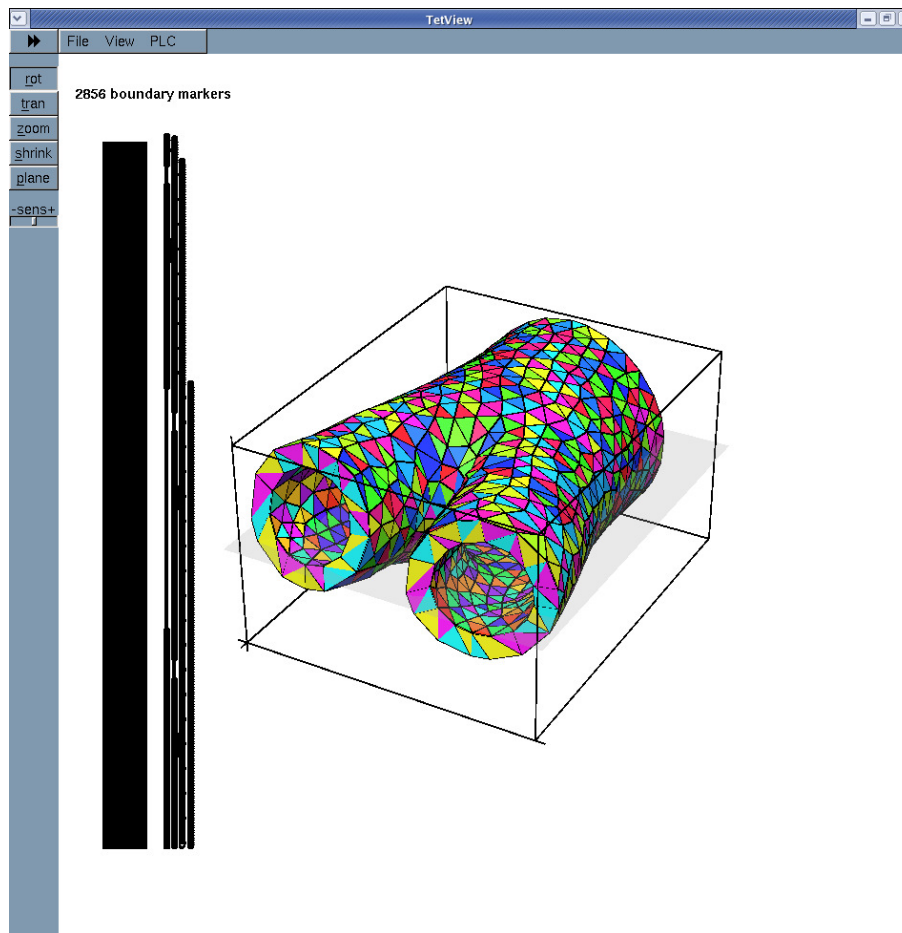 TetView
File View PLC
rot
tran
zoom
shrink
plane
-sens+
2856 boundary markers